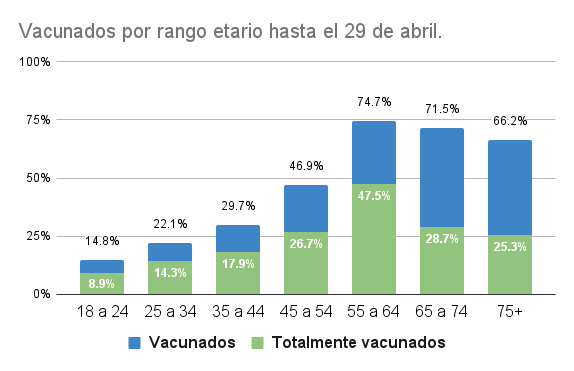 Vacunados por rango etario hasta el 29 de abril.
100%
75%
50%
25%
0%
14.8%
22.1%
29.7%
46.9%
74.7%
71.5%
66.2%
8.9%
14.3%
17.9%
26.7%
47.5%
28.7%
25.3%
18 a 24
25 a 34
35 a 44
45 a 54
55 a 64
65 a 74
75+
Vacunados
Totalmente vacunados